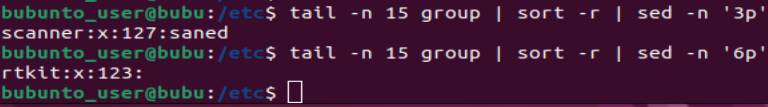 bubunto_user@bubu:/etc$ tail -n 15 group | sort -r | sed -n '3p'
scanner:x:127:saned
bubunto_user@bubu:/etc$ tail -n 15 group | sort -r | sed -n '6p'
rtkit:x:123:
bubunto_user@bubu:/etc$